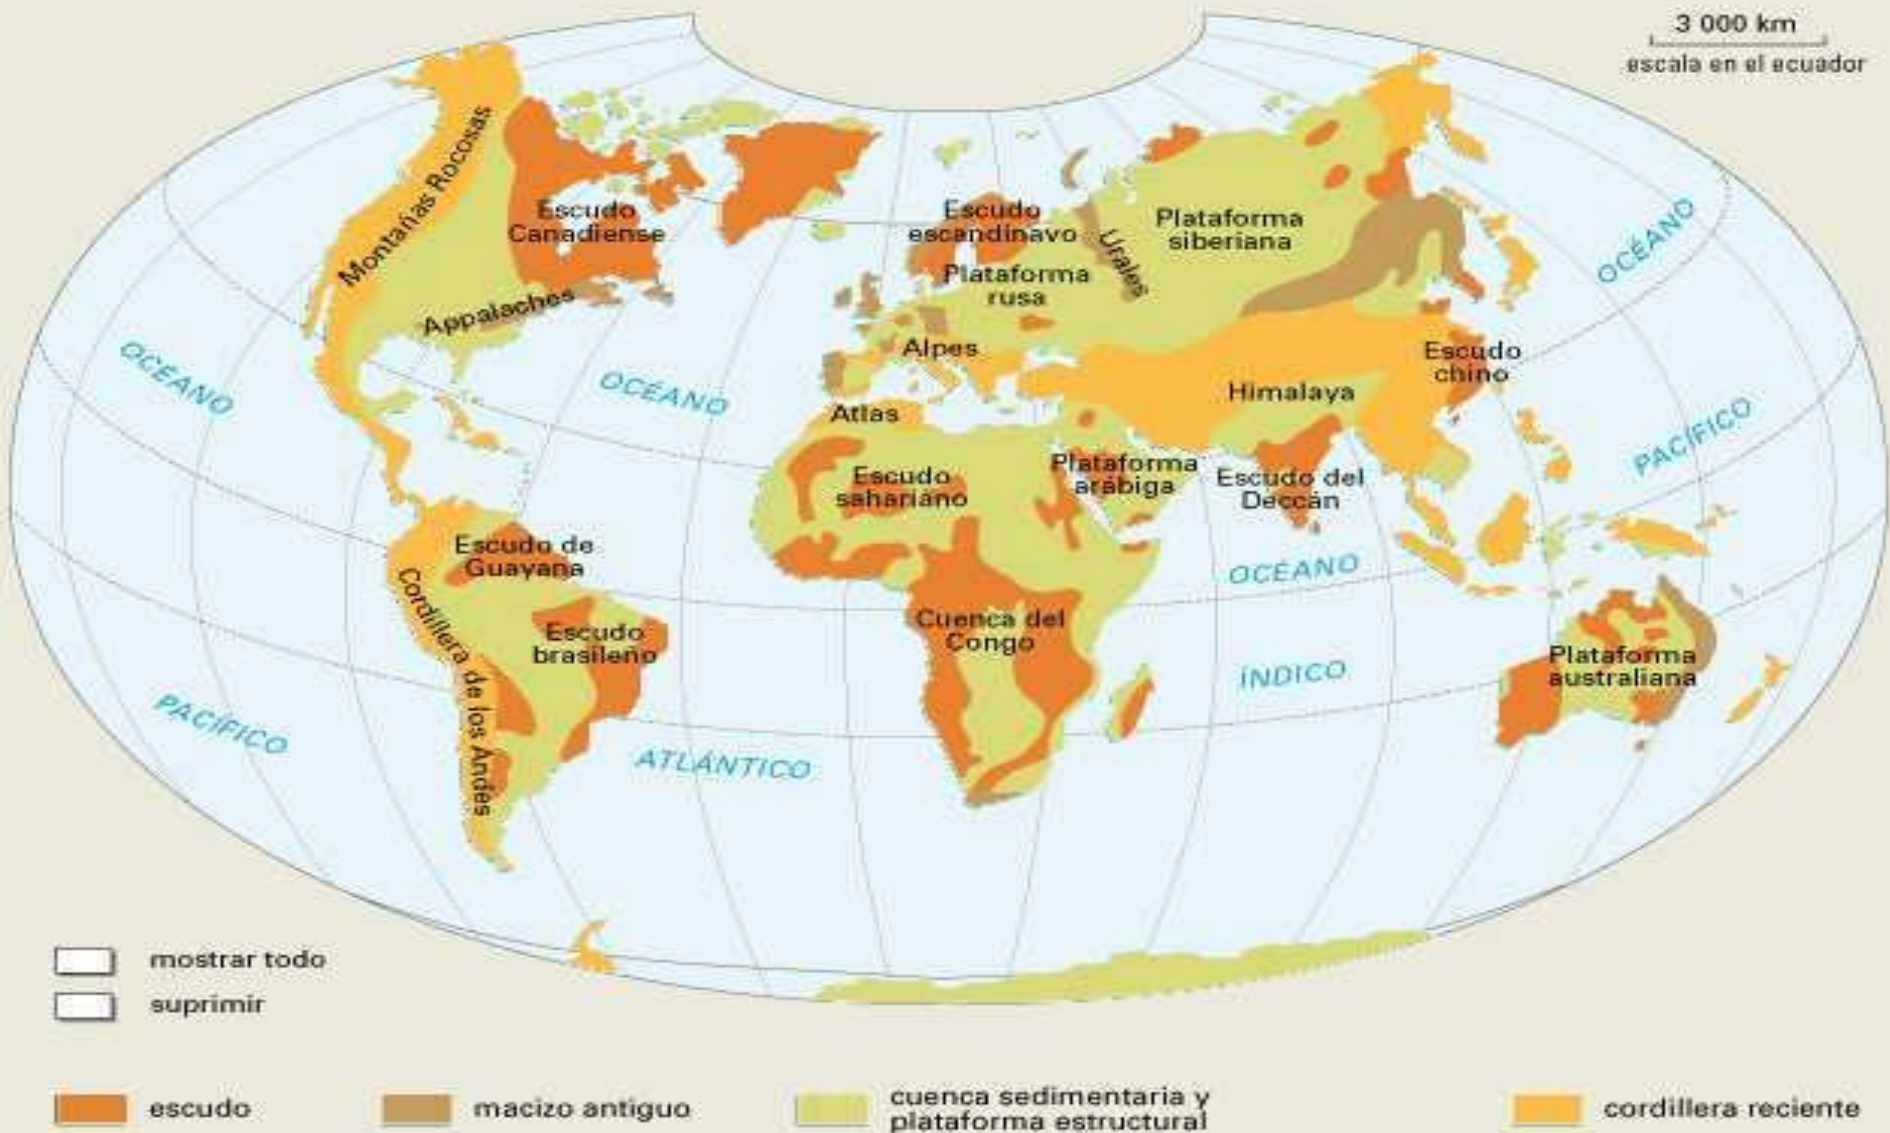 3 000 km
escala en el ecuador
Montañas Rocosas
Escudo
Canadiense
Appalaches
Escudo
escandinavo
Plataforma
rusa
Urales
Plataforma
siberiana
OCÉANO
PACÍFICO
Alpes
Atlas
Himalaya
Escudo
chino
OCÉANO
PACÍFICO
OCÉANO
ATLÁNTICO
Escudo
sahariano
Plataforma
arábiga
Escudo del
Deccán
Escudo de
Guayana
Cordillera de los Andes
Escudo
brasileño
Cuenca del
Congo
OCÉANO
ÍNDICO
Plataforma
australiana
mostrar todo
suprimir
escudo
macizo antiguo
cuenca sedimentaria y
plataforma estructural
cordillera reciente